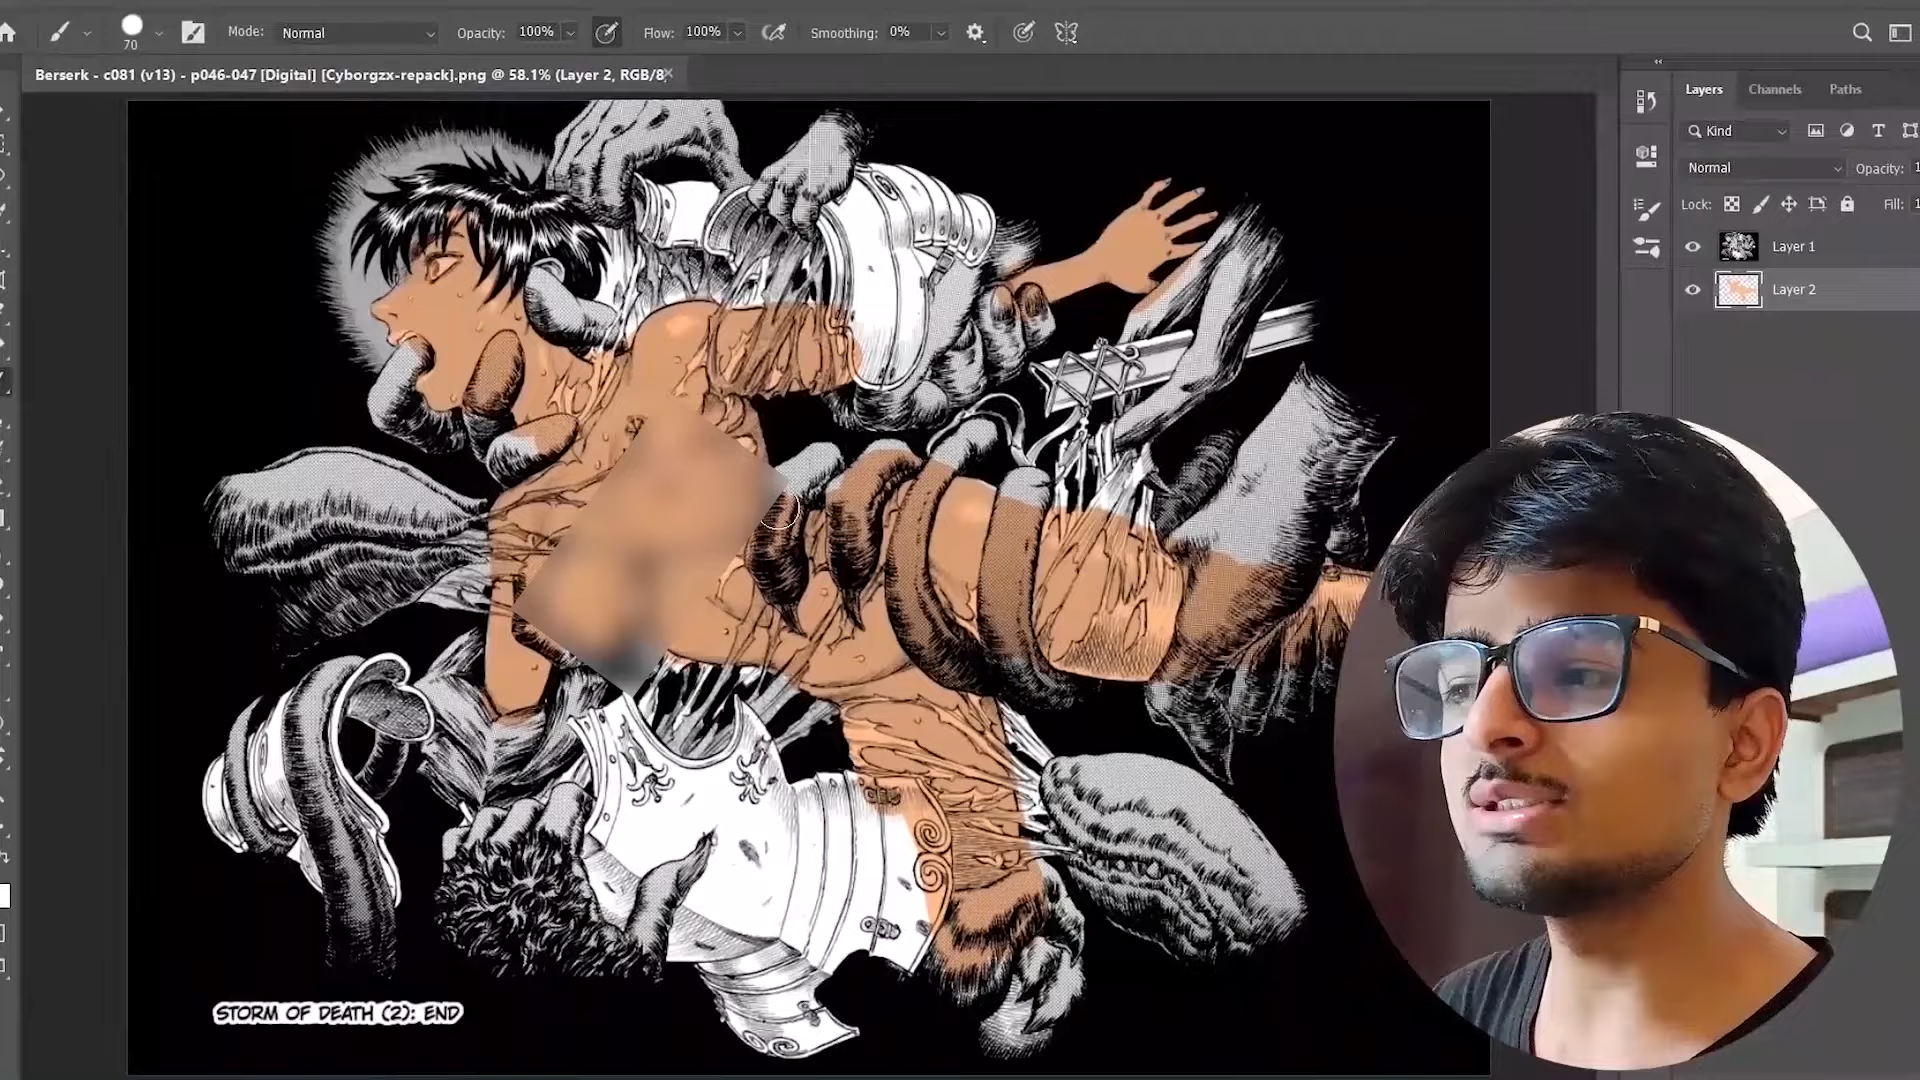 Mode: Normal Opacity: 100% Flow: 100% Smoothing: 0%
70
Berserk - c081 (v13) - p046-047 [Digital] [Cyborgzx-repack].png @ 58.1% (Layer 2, RGB/8
Layers Channels Paths
Kind
Normal Opacity: 1
Lock: Fill: 1
Layer 1
Layer 2
STORM OF DEATH (2): END